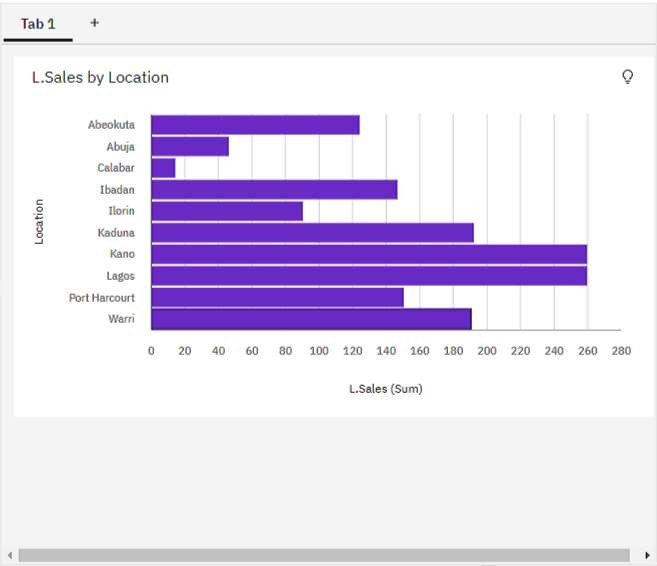 Tab 1 +
L.Sales by Location
Location
Abeokuta
Abuja
Calabar
Ibadan
Ilorin
Kaduna
Kano
Lagos
Port Harcourt
Warri
0 20 40 60 80 100 120 140 160 180 200 220 240 260 280
L.Sales (Sum)